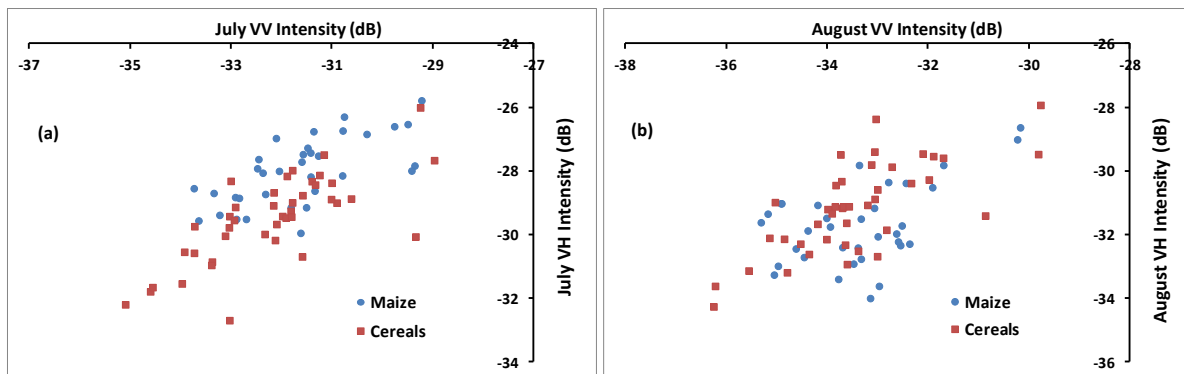 July VV Intensity (dB)
-37 -35 -33 -31 -29 -27
-24
-26
-28
-30
-32
-34
July VH Intensity (dB)
(a)
Maize
Cereals
August VV Intensity (dB)
-38 -36 -34 -32 -30 -28
-26
-28
-30
-32
-34
-36
August VH Intensity (dB)
(b)
Maize
Cereals